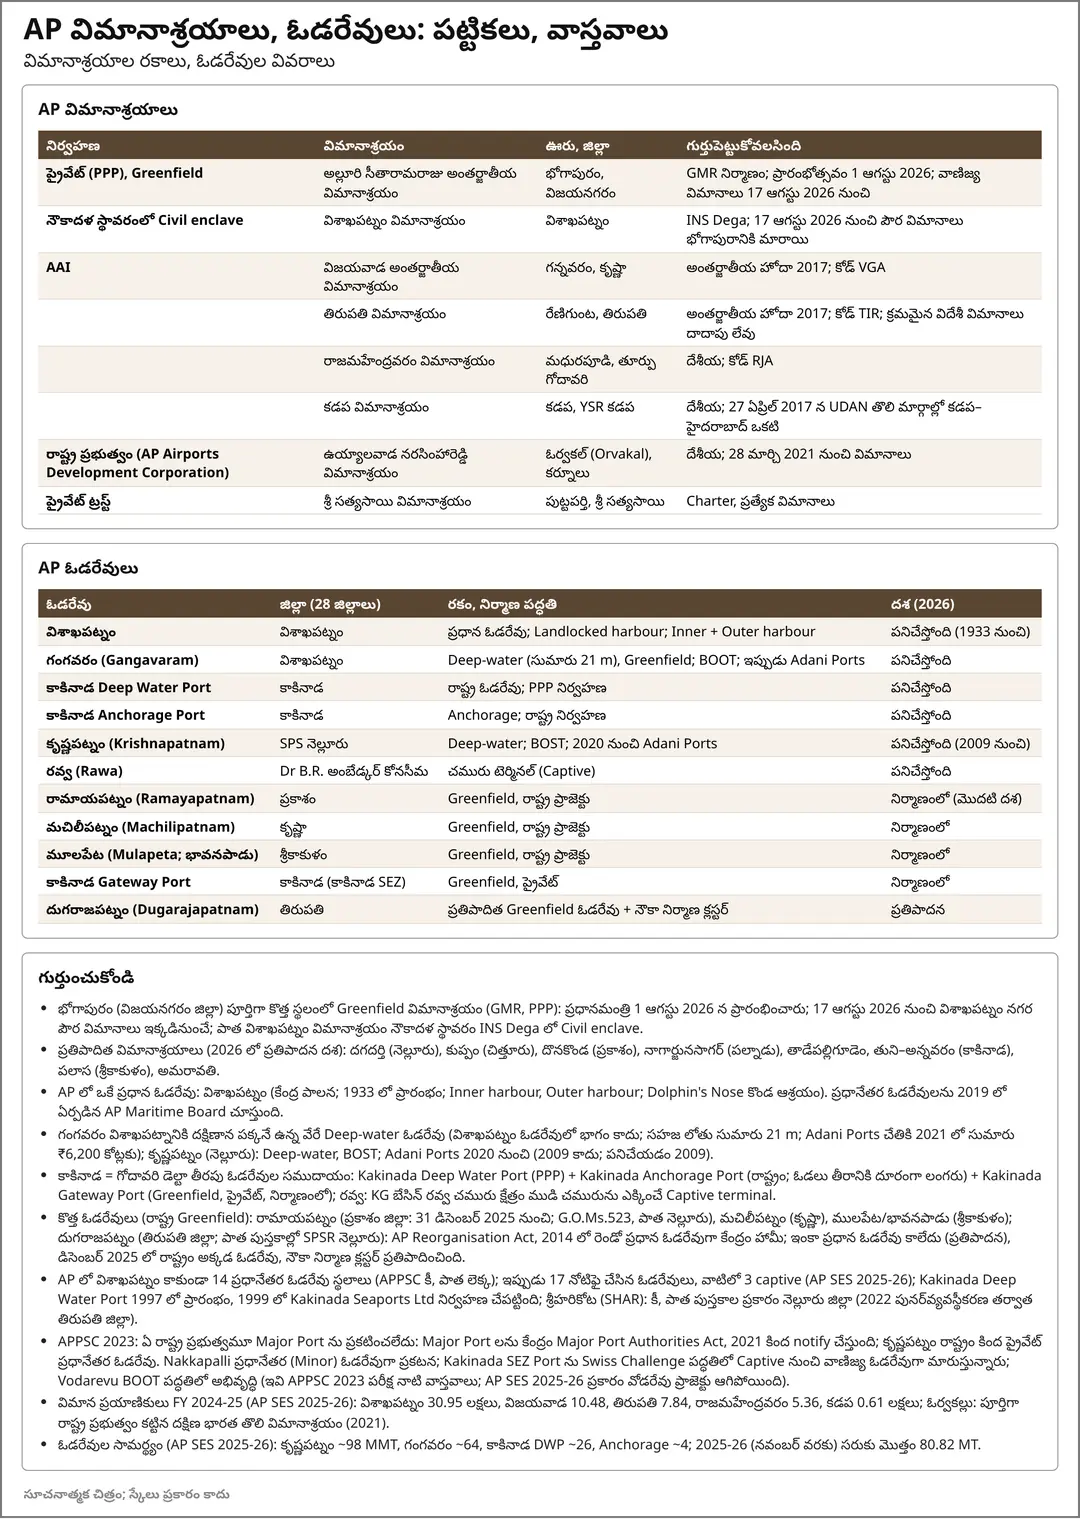 AP విమానాశ్రయాలు, ఓడరేవులు: పట్టికలు, వాస్తవాలు
విమానాశ్రయాల రకాలు, ఓడరేవుల వివరాలు
AP విమానాశ్రయాలు
నిర్వహణ విమానాశ్రయం ఊరు, జిల్లా గుర్తుపెట్టుకోవలసింది
ప్రైవేట్ (PPP), Greenfield అల్లూరి సీతారామరాజు అంతర్జాతీయ భోగాపురం, GMR నిర్మాణం; ప్రారంభోత్సవం 1 ఆగస్టు 2026; వాణిజ్య
విమానాశ్రయం విజయనగరం విమానాలు 17 ఆగస్టు 2026 నుంచి
నౌకాదళ స్థావరంలో Civil enclave విశాఖపట్నం విమానాశ్రయం విశాఖపట్నం INS Dega; 17 ఆగస్టు 2026 నుంచి పౌర విమానాలు
భోగాపురానికి మారాయి
AAI విజయవాడ అంతర్జాతీయ గన్నవరం, కృష్ణా అంతర్జాతీయ హోదా 2017; కోడ్ VGA
విమానాశ్రయం
తిరుపతి విమానాశ్రయం రేణిగుంట, తిరుపతి అంతర్జాతీయ హోదా 2017; కోడ్ TIR; క్రమమైన విదేశీ విమానాలు
దాదాపు లేవు
రాజమహేంద్రవరం విమానాశ్రయం మధురపూడి, తూర్పు దేశీయ; కోడ్ RJA
గోదావరి
కడప విమానాశ్రయం కడప, YSR కడప దేశీయ; 27 ఏప్రిల్ 2017 న UDAN తొలి మార్గాల్లో కడప–
హైదరాబాద్ ఒకటి
రాష్ట్ర ప్రభుత్వం (AP Airports ఉయ్యాలవాడ నరసింహారెడ్డి ఓర్వకల్ (Orvakal), దేశీయ; 28 మార్చి 2021 నుంచి విమానాలు
Development Corporation) విమానాశ్రయం కర్నూలు
ప్రైవేట్ ట్రస్ట్ శ్రీ సత్యసాయి విమానాశ్రయం పుట్టపర్తి, శ్రీ సత్యసాయి Charter, ప్రత్యేక విమానాలు
AP ఓడరేవులు
ఓడరేవు జిల్లా (28 జిల్లాలు) రకం, నిర్మాణ పద్ధతి దశ (2026)
విశాఖపట్నం విశాఖపట్నం ప్రధాన ఓడరేవు; Landlocked harbour; Inner + Outer harbour పనిచేస్తోంది (1933 నుంచి)
గంగవరం (Gangavaram) విశాఖపట్నం Deep-water (సుమారు 21 m), Greenfield; BOOT; ఇప్పుడు Adani Ports పనిచేస్తోంది
కాకినాడ Deep Water Port కాకినాడ రాష్ట్ర ఓడరేవు; PPP నిర్వహణ పనిచేస్తోంది
కాకినాడ Anchorage Port కాకినాడ Anchorage; రాష్ట్ర నిర్వహణ పనిచేస్తోంది
కృష్ణపట్నం (Krishnapatnam) SPS నెల్లూరు Deep-water; BOST; 2020 నుంచి Adani Ports పనిచేస్తోంది (2009 నుంచి)
రవ్వ (Rawa) Dr B.R. అంబేడ్కర్ కోనసీమ చమురు టెర్మినల్ (Captive) పనిచేస్తోంది
రామాయపట్నం (Ramayapatnam) ప్రకాశం Greenfield, రాష్ట్ర ప్రాజెక్టు నిర్మాణంలో (మొదటి దశ)
మచిలీపట్నం (Machilipatnam) కృష్ణా Greenfield, రాష్ట్ర ప్రాజెక్టు నిర్మాణంలో
మూలపేట (Mulapeta; భావనపాడు) శ్రీకాకుళం Greenfield, రాష్ట్ర ప్రాజెక్టు నిర్మాణంలో
కాకినాడ Gateway Port కాకినాడ (కాకినాడ SEZ) Greenfield, ప్రైవేట్ నిర్మాణంలో
దుగరాజపట్నం (Dugarajapatnam) తిరుపతి ప్రతిపాదిత Greenfield ఓడరేవు + నౌకా నిర్మాణ క్లస్టర్ ప్రతిపాదన
గుర్తుంచుకోండి
• భోగాపురం (విజయనగరం జిల్లా) పూర్తిగా కొత్త స్థలంలో Greenfield విమానాశ్రయం (GMR, PPP): ప్రధానమంత్రి 1 ఆగస్టు 2026 న ప్రారంభించారు; 17 ఆగస్టు 2026 నుంచి విశాఖపట్నం నగర
పౌర విమానాలు ఇక్కడినుంచే; పాత విశాఖపట్నం విమానాశ్రయం నౌకాదళ స్థావరం INS Dega లో Civil enclave.
• ప్రతిపాదిత విమానాశ్రయాలు (2026 లో ప్రతిపాదన దశ): దగదర్తి (నెల్లూరు), కుప్పం (చిత్తూరు), దొనకొండ (ప్రకాశం), నాగార్జునసాగర్ (పల్నాడు), తాడేపల్లిగూడెం, తుని–అన్నవరం (కాకినాడ),
పలాస (శ్రీకాకుళం), అమరావతి.
• AP లో ఒకే ప్రధాన ఓడరేవు: విశాఖపట్నం (కేంద్ర పాలన; 1933 లో ప్రారంభం; Inner harbour, Outer harbour; Dolphin's Nose కొండ ఆశ్రయం). ప్రధానేతర ఓడరేవులను 2019 లో
ఏర్పడిన AP Maritime Board చూస్తుంది.
• గంగవరం విశాఖపట్నానికి దక్షిణాన పక్కనే ఉన్న వేరే Deep-water ఓడరేవు (విశాఖపట్నం ఓడరేవులో భాగం కాదు; సహజ లోతు సుమారు 21 m; Adani Ports చేతికి 2021 లో సుమారు
₹6,200 కోట్లకు); కృష్ణపట్నం (నెల్లూరు): Deep-water, BOST; Adani Ports 2020 నుంచి (2009 కాదు; పనిచేయడం 2009).
• కాకినాడ = గోదావరి డెల్టా తీరపు ఓడరేవుల సముదాయం: Kakinada Deep Water Port (PPP) + Kakinada Anchorage Port (రాష్ట్రం; ఓడలు తీరానికి దూరంగా లంగరు) + Kakinada
Gateway Port (Greenfield, ప్రైవేట్, నిర్మాణంలో); రవ్వ: KG బేసిన్ రవ్వ చమురు క్షేత్రం ముడి చమురును ఎక్కించే Captive terminal.
• కొత్త ఓడరేవులు (రాష్ట్ర Greenfield): రామాయపట్నం (ప్రకాశం జిల్లా: 31 డిసెంబర్ 2025 నుంచి; G.O.Ms.523, పాత నెల్లూరు), మచిలీపట్నం (కృష్ణా), ములపేట/భావనపాడు (శ్రీకాకుళం);
దుగరాజపట్నం (తిరుపతి జిల్లా; పాత పుస్తకాల్లో SPSR నెల్లూరు): AP Reorganisation Act, 2014 లో రెండో ప్రధాన ఓడరేవుగా కేంద్రం హామీ; ఇంకా ప్రధాన ఓడరేవు కాలేదు (ప్రతిపాదన),
డిసెంబర్ 2025 లో రాష్ట్రం అక్కడ ఓడరేవు, నౌకా నిర్మాణ క్లస్టర్ ప్రతిపాదించింది.
• AP లో విశాఖపట్నం కాకుండా 14 ప్రధానేతర ఓడరేవు స్థలాలు (APPSC కీ, పాత లెక్క); ఇప్పుడు 17 నోటిఫై చేసిన ఓడరేవులు, వాటిలో 3 captive (AP SES 2025-26); Kakinada Deep
Water Port 1997 లో ప్రారంభం, 1999 లో Kakinada Seaports Ltd నిర్వహణ చేపట్టింది; శ్రీహరికోట (SHAR): కీ, పాత పుస్తకాల ప్రకారం నెల్లూరు జిల్లా (2022 పునర్‌వ్యవస్థీకరణ తర్వాత
తిరుపతి జిల్లా).
• APPSC 2023: ఏ రాష్ట్ర ప్రభుత్వమూ Major Port ను ప్రకటించలేదు: Major Port లను కేంద్రం Major Port Authorities Act, 2021 కింద notify చేస్తుంది; కృష్ణపట్నం రాష్ట్రం కింద ప్రైవేట్
ప్రధానేతర ఓడరేవు. Nakkapalli ప్రధానేతర (Minor) ఓడరేవుగా ప్రకటన; Kakinada SEZ Port ను Swiss Challenge పద్ధతిలో Captive నుంచి వాణిజ్య ఓడరేవుగా మారుస్తున్నారు;
Vodarevu BOOT పద్ధతిలో అభివృద్ధి (ఇవి APPSC 2023 పరీక్ష నాటి వాస్తవాలు; AP SES 2025-26 ప్రకారం వోడరేవు ప్రాజెక్టు ఆగిపోయింది).
• విమాన ప్రయాణికులు FY 2024-25 (AP SES 2025-26): విశాఖపట్నం 30.95 లక్షలు, విజయవాడ 10.48, తిరుపతి 7.84, రాజమహేంద్రవరం 5.36, కడప 0.61 లక్షలు; ఓర్వకల్లు: పూర్తిగా
రాష్ట్ర ప్రభుత్వం కట్టిన దక్షిణ భారత తొలి విమానాశ్రయం (2021).
• ఓడరేవుల సామర్థ్యం (AP SES 2025-26): కృష్ణపట్నం ~98 MMT, గంగవరం ~64, కాకినాడ DWP ~26, Anchorage ~4; 2025-26 (నవంబర్ వరకు) సరుకు మొత్తం 80.82 MT.
సూచనాత్మక చిత్రం; స్కేలు ప్రకారం కాదు